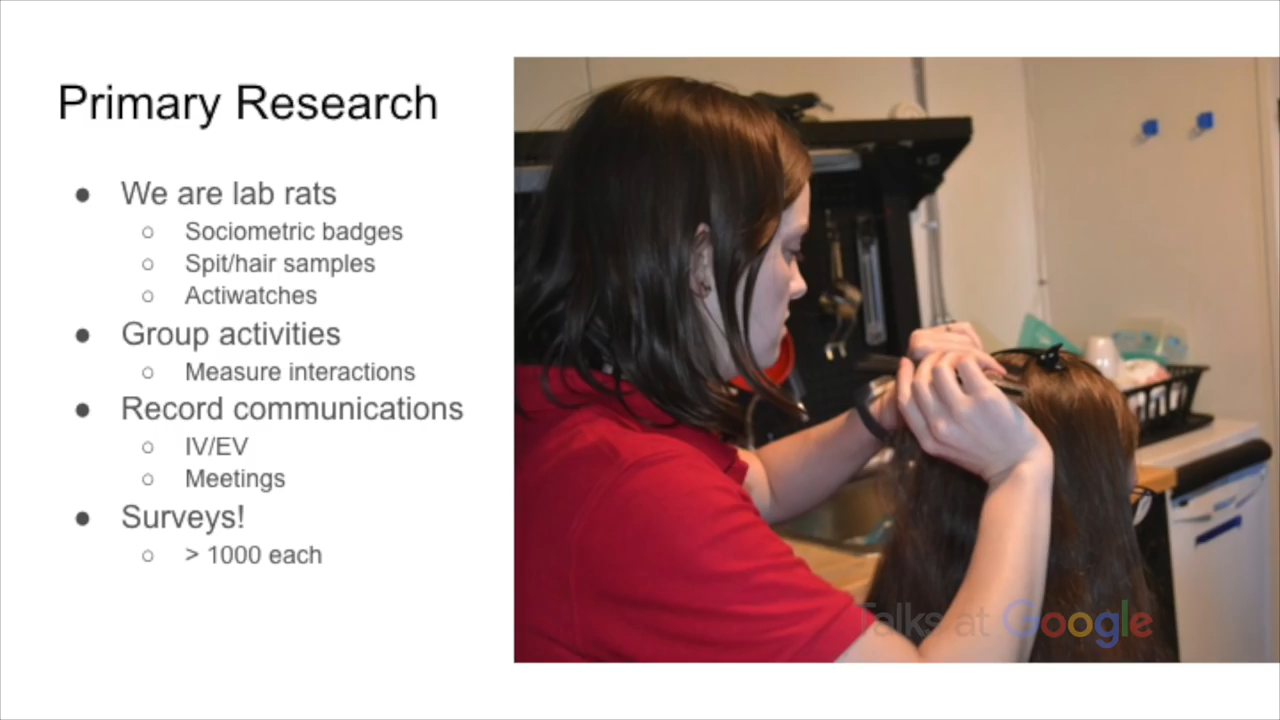 Primary Research
● We are lab rats
○ Sociometric badges
○ Spit/hair samples
○ Actiwatches
● Group activities
○ Measure interactions
● Record communications
○ IV/EV
○ Meetings
● Surveys!
○ > 1000 each
Talks at Google